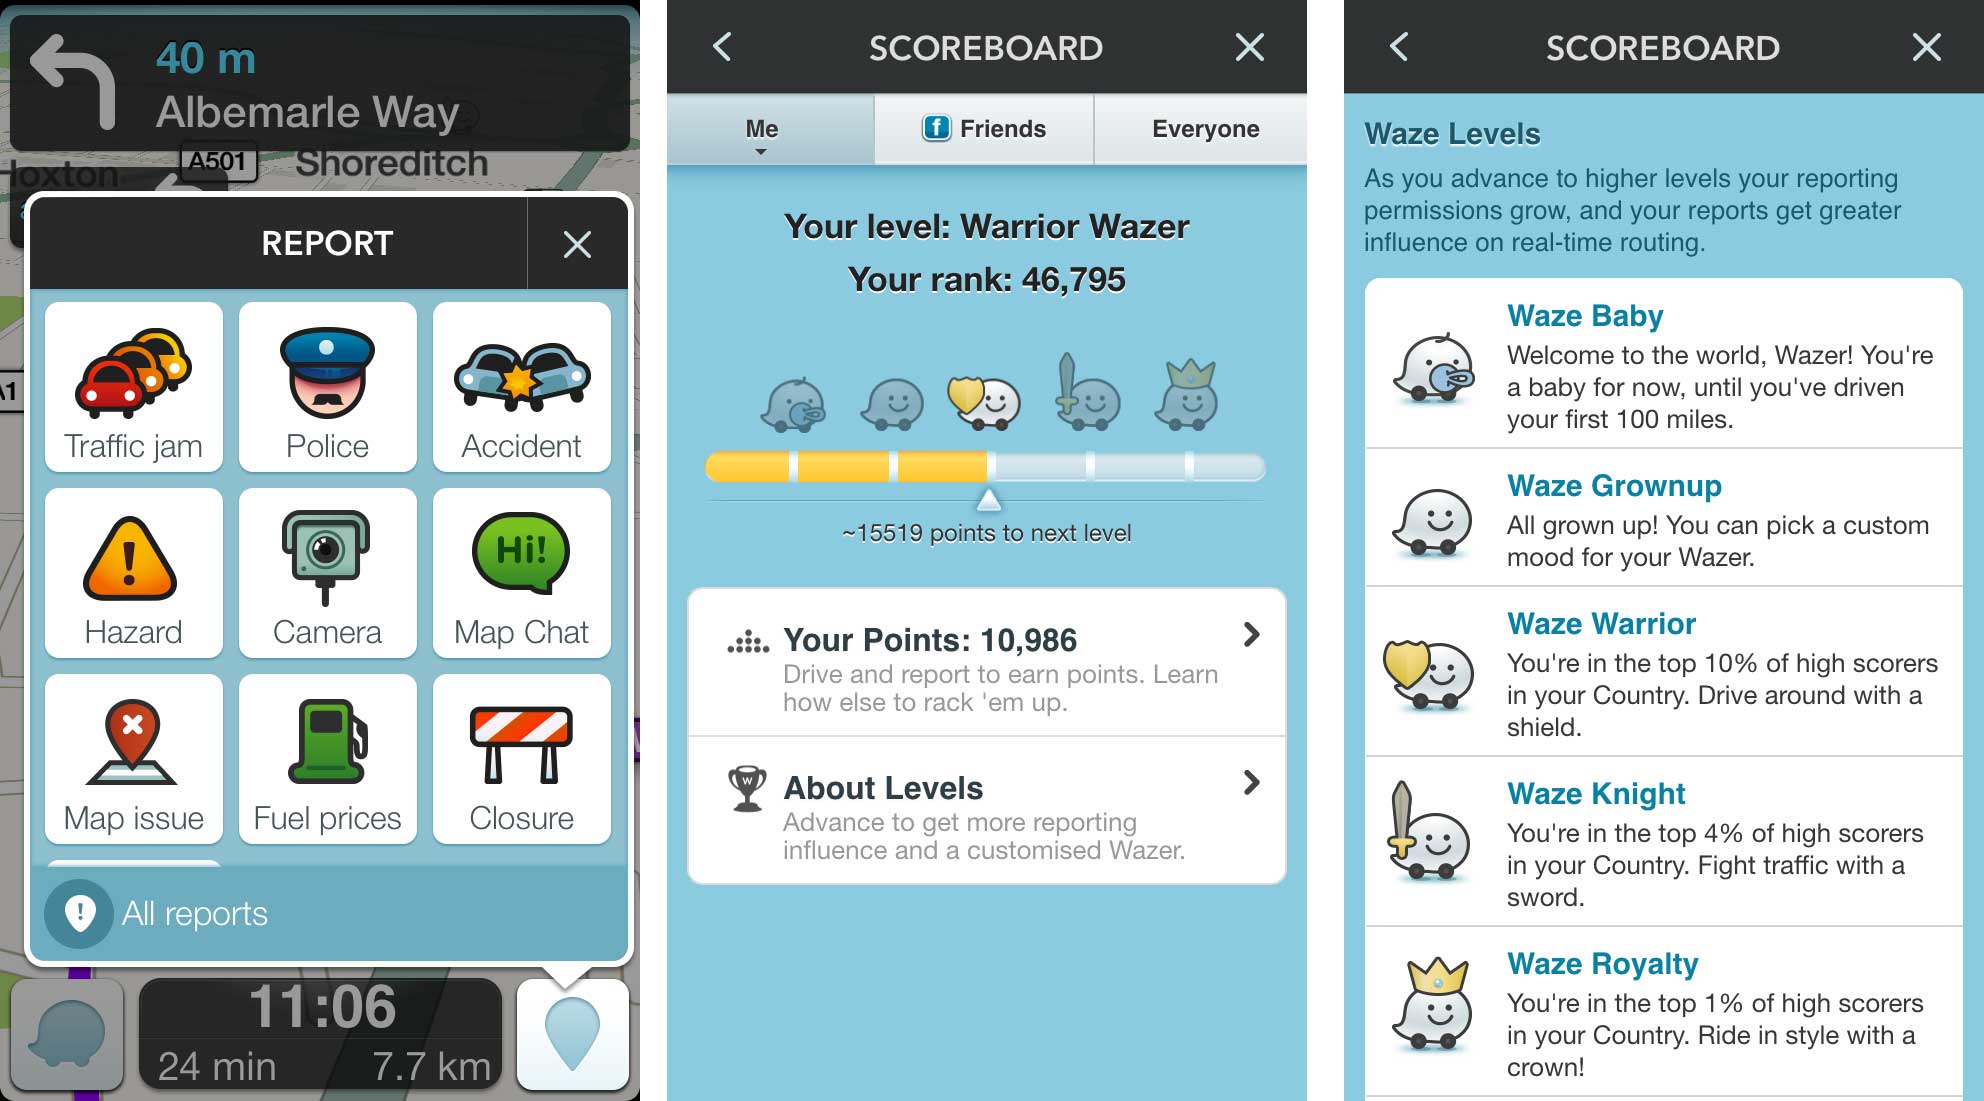 40 m
Albemarle Way
A501
Shoreditch
REPORT
Traffic jam
Police
Accident
Hi!
Hazard
Camera
Map Chat
Map issue
Fuel prices
Closure
All reports
11:06
24 min
7.7 km
SCOREBOARD
Me
f Friends
Everyone
Your level: Warrior Wazer
Your rank: 46,795
~15519 points to next level
Your Points: 10,986
Drive and report to earn points. Learn
how else to rack 'em up.
W
About Levels
Advance to get more reporting
influence and a customised Wazer.
SCOREBOARD
Waze Levels
As you advance to higher levels your reporting
permissions grow, and your reports get greater
influence on real-time routing.
Waze Baby
Welcome to the world, Wazer! You're
a baby for now, until you've driven
your first 100 miles.
Waze Grownup
All grown up! You can pick a custom
mood for your Wazer.
Waze Warrior
You're in the top 10% of high scorers
in your Country. Drive around with a
shield.
Waze Knight
You're in the top 4% of high scorers
in your Country. Fight traffic with a
sword.
Waze Royalty
You're in the top 1% of high scorers
in your Country. Ride in style with a
crown!